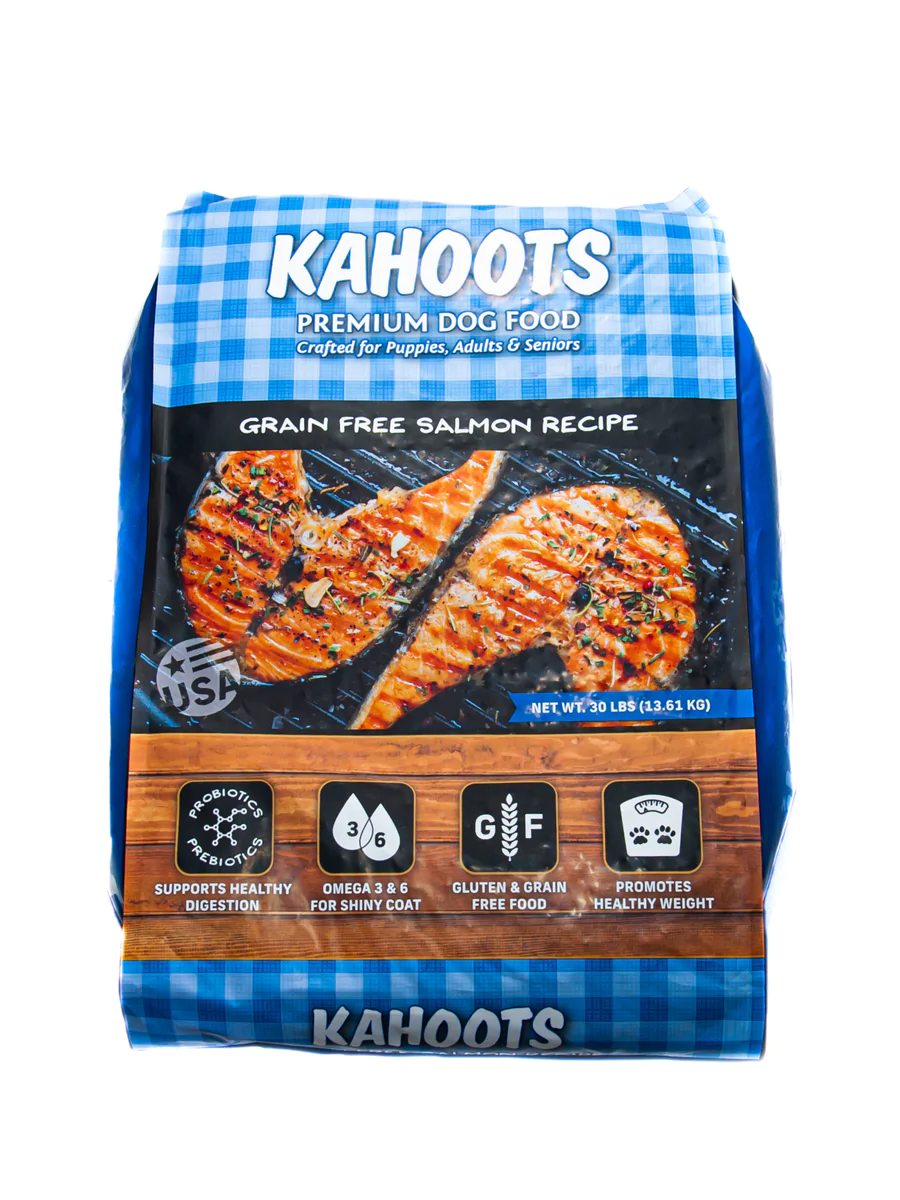 KAHOOTS
PREMIUM DOG FOOD
Crafted for Puppies, Adults & Seniors
GRAIN FREE SALMON RECIPE
USA
NET WT. 30 LBS (13.61 KG)
PROBIOTICS
PREBIOTICS
3 6
G F
SUPPORTS HEALTHY
DIGESTION
OMEGA 3 & 6
FOR SHINY COAT
GLUTEN & GRAIN
FREE FOOD
PROMOTES
HEALTHY WEIGHT
KAHOOTS